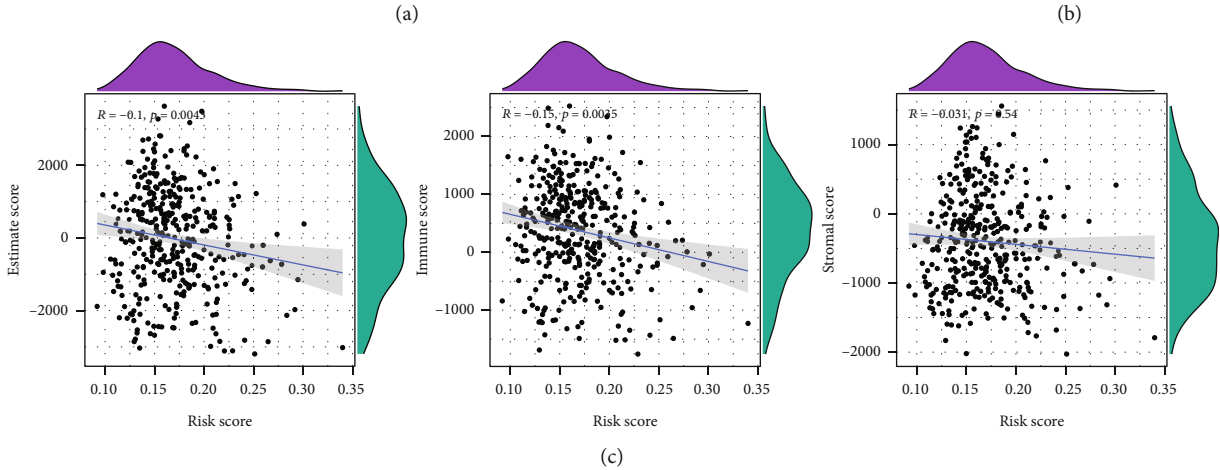 (a)
(b)
R = −0.1, p = 0.0043
Estimate score
2000
0
−2000
0.10 0.15 0.20 0.25 0.30 0.35
Risk score
R = −0.15, p = 0.0025
Immune score
2000
1000
0
−1000
0.10 0.15 0.20 0.25 0.30 0.35
Risk score
R = −0.031, p = 0.54
Stromal score
1000
0
−1000
−2000
0.10 0.15 0.20 0.25 0.30 0.35
Risk score
(c)